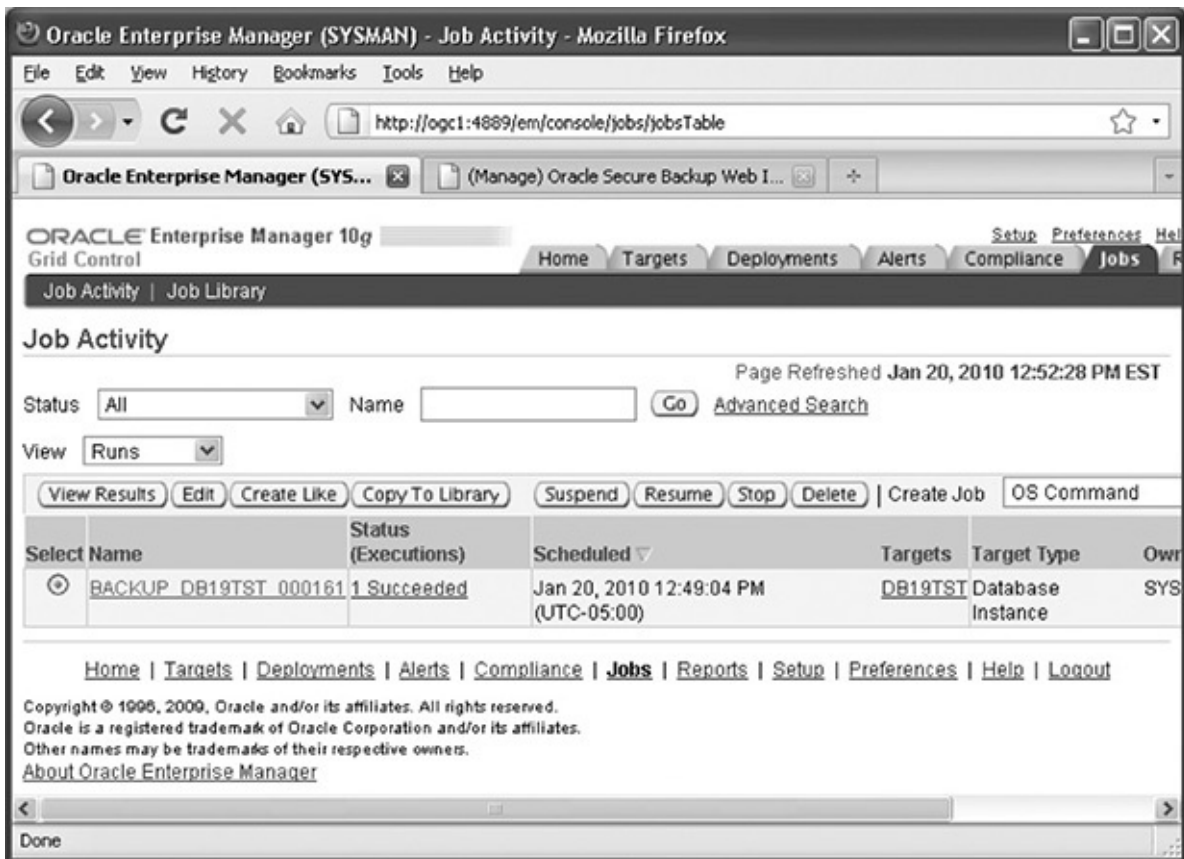 Oracle Enterprise Manager (SYSMAN) - Job Activity - Mozilla Firefox
File Edit View History Bookmarks Tools Help
http://ogc1:4889/em/console/jobs/jobsTable
Oracle Enterprise Manager (SYS... (Manage) Oracle Secure Backup Web I...
ORACLE Enterprise Manager 10g
Grid Control
Setup Preferences Hel
Home Targets Deployments Alerts Compliance Jobs R
Job Activity | Job Library
Job Activity
Page Refreshed Jan 20, 2010 12:52:28 PM EST
Status All Name Go Advanced Search
View Runs
View Results Edit Create Like Copy To Library Suspend Resume Stop Delete | Create Job OS Command
Select Name Status (Executions) Scheduled Targets Target Type Own
BACKUP_DB19TST_000161 1 Succeeded Jan 20, 2010 12:49:04 PM (UTC-05:00) DB19TST Database Instance SYS
Home | Targets | Deployments | Alerts | Compliance | Jobs | Reports | Setup | Preferences | Help | Logout
Copyright © 1996, 2009, Oracle and/or its affiliates. All rights reserved.
Oracle is a registered trademark of Oracle Corporation and/or its affiliates.
Other names may be trademarks of their respective owners.
About Oracle Enterprise Manager
Done